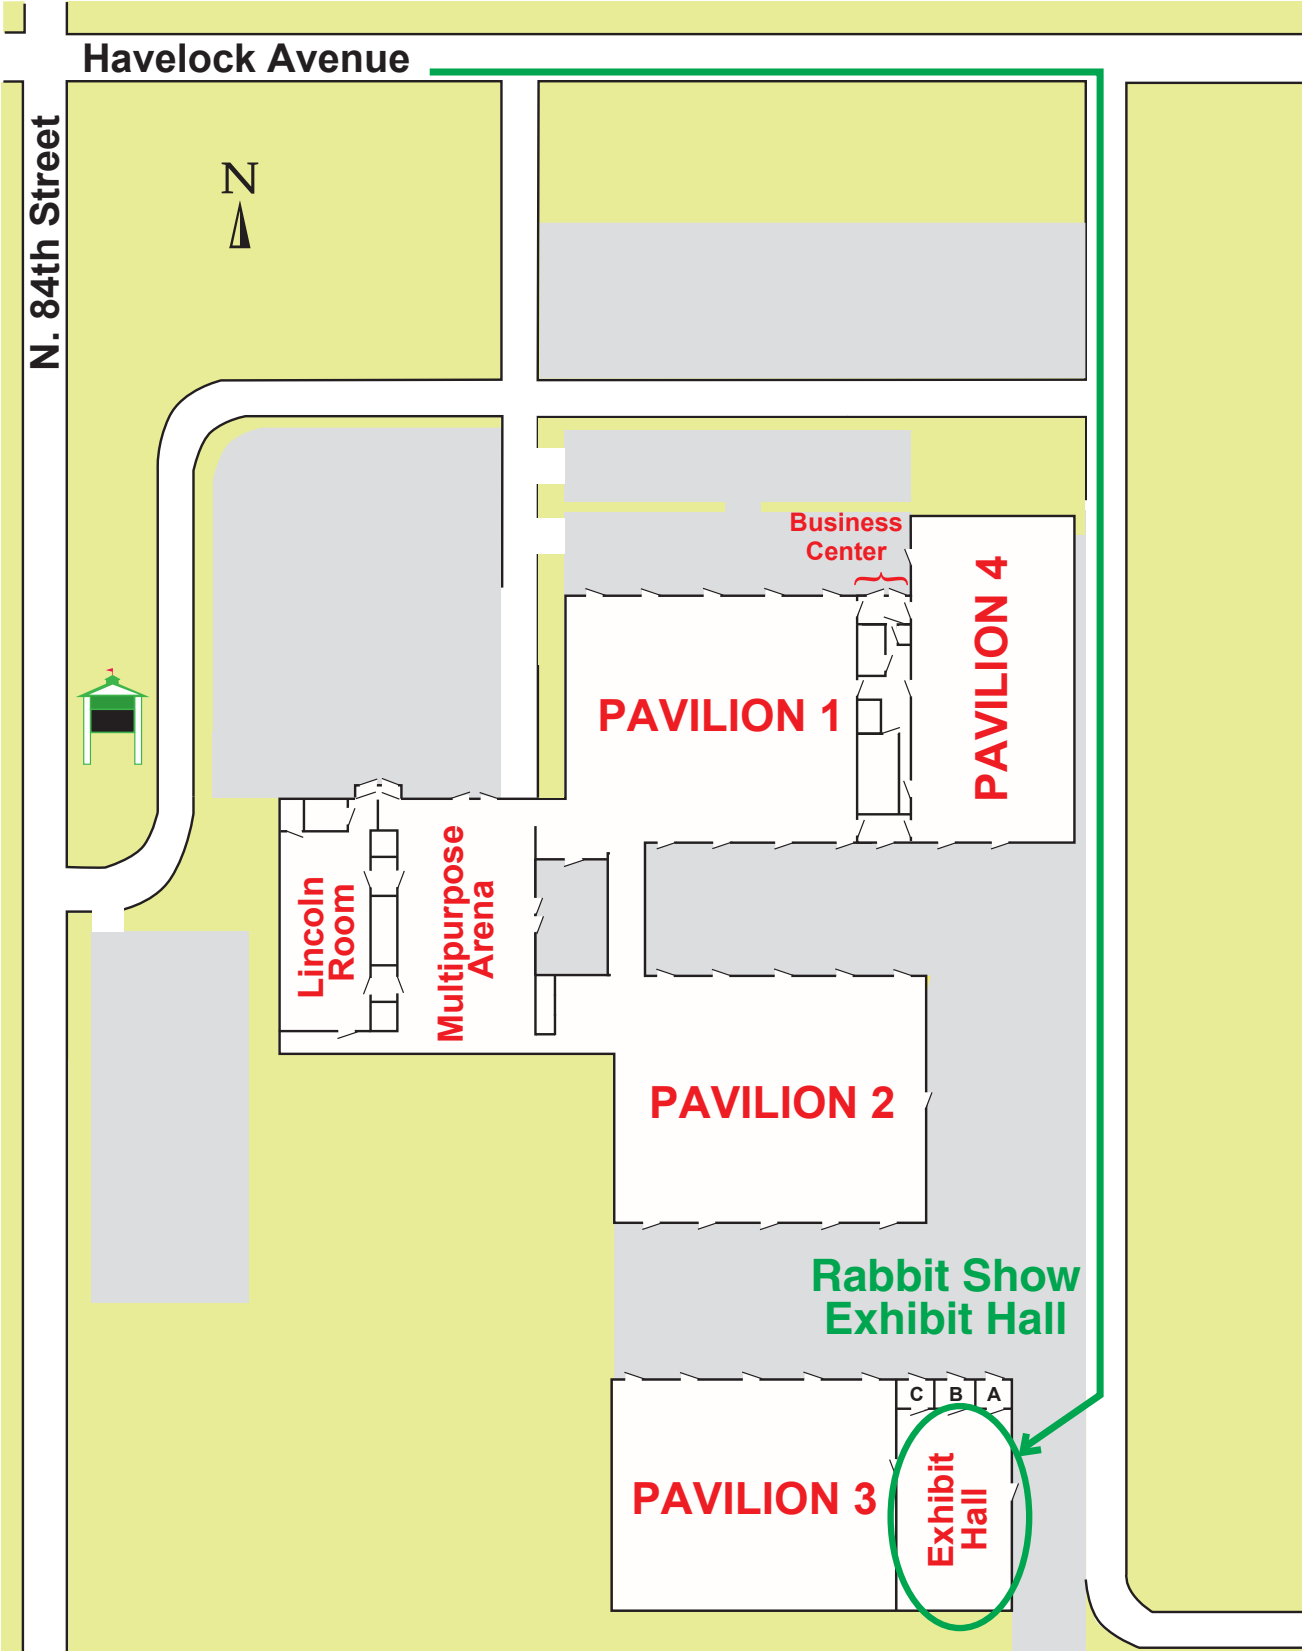 Havelock Avenue
N. 84th Street
N
Business
Center
PAVILION 4
PAVILION 1
Lincoln
Room
Multipurpose
Arena
PAVILION 2
Rabbit Show
Exhibit Hall
C B A
PAVILION 3
Exhibit
Hall